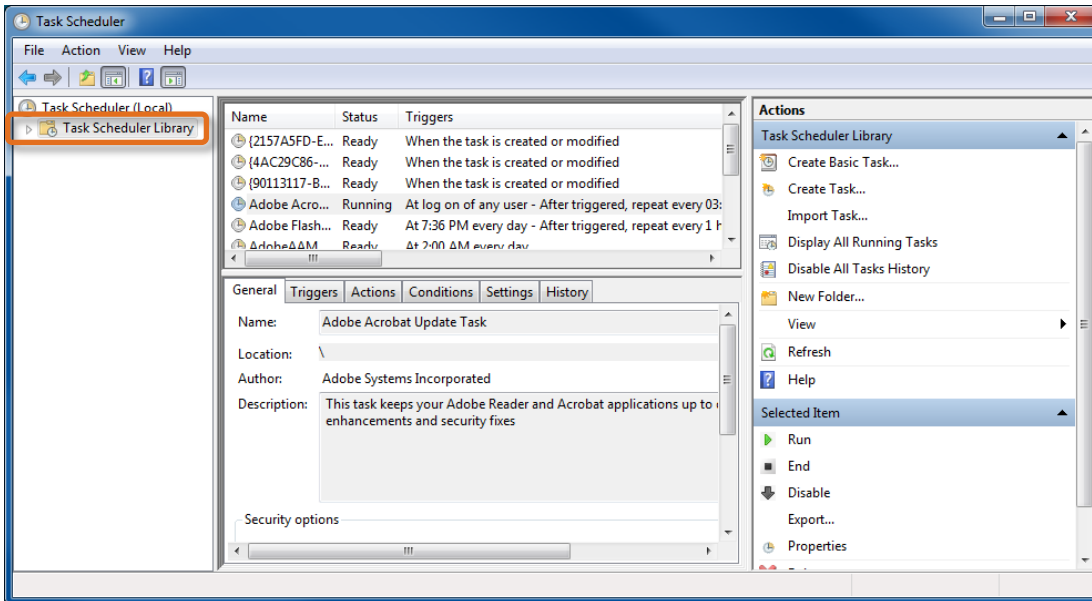 Task Scheduler
File Action View Help
Task Scheduler (Local)
Task Scheduler Library
Name Status Triggers
{2157A5FD-E... Ready When the task is created or modified
{4AC29C86-... Ready When the task is created or modified
{90113117-B... Ready When the task is created or modified
Adobe Acro... Running At log on of any user - After triggered, repeat every 03:
Adobe Flash... Ready At 7:36 PM every day - After triggered, repeat every 1 h
AdobeAAM Ready At 2:00 AM every day
General Triggers Actions Conditions Settings History
Name: Adobe Acrobat Update Task
Location: \
Author: Adobe Systems Incorporated
Description: This task keeps your Adobe Reader and Acrobat applications up to
enhancements and security fixes
Security options
Actions
Task Scheduler Library
Create Basic Task...
Create Task...
Import Task...
Display All Running Tasks
Disable All Tasks History
New Folder...
View
Refresh
Help
Selected Item
Run
End
Disable
Export...
Properties